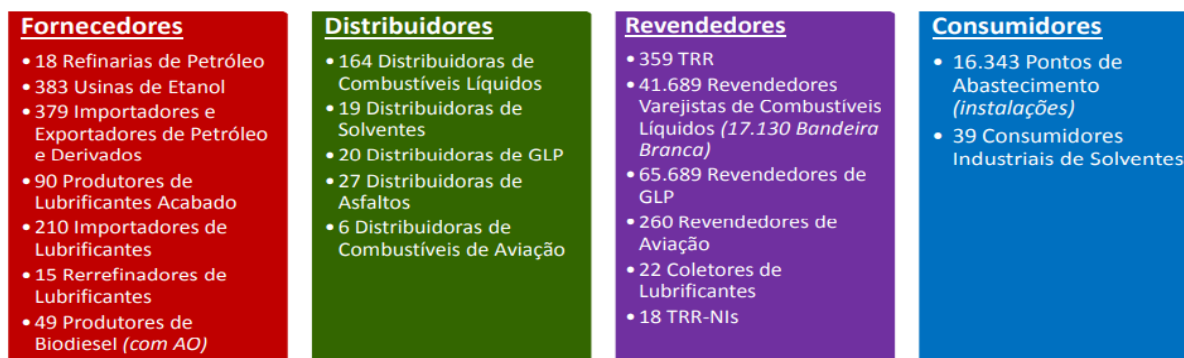 Fornecedores
• 18 Refinarias de Petróleo
• 383 Usinas de Etanol
• 379 Importadores e
Exportadores de Petróleo
e Derivados
• 90 Produtores de
Lubrificantes Acabado
• 210 Importadores de
Lubrificantes
• 15 Rerrefinadores de
Lubrificantes
• 49 Produtores de
Biodiesel (com AO)
Distribuidores
• 164 Distribuidoras de
Combustíveis Líquidos
• 19 Distribuidoras de
Solventes
• 20 Distribuidoras de GLP
• 27 Distribuidoras de
Asfaltos
• 6 Distribuidoras de
Combustíveis de Aviação
Revendedores
• 359 TRR
• 41.689 Revendedores
Varejistas de Combustíveis
Líquidos (17.130 Bandeira
Branca)
• 65.689 Revendedores de
GLP
• 260 Revendedores de
Aviação
• 22 Coletores de
Lubrificantes
• 18 TRR-NIs
Consumidores
• 16.343 Pontos de
Abastecimento
(instalações)
• 39 Consumidores
Industriais de Solventes